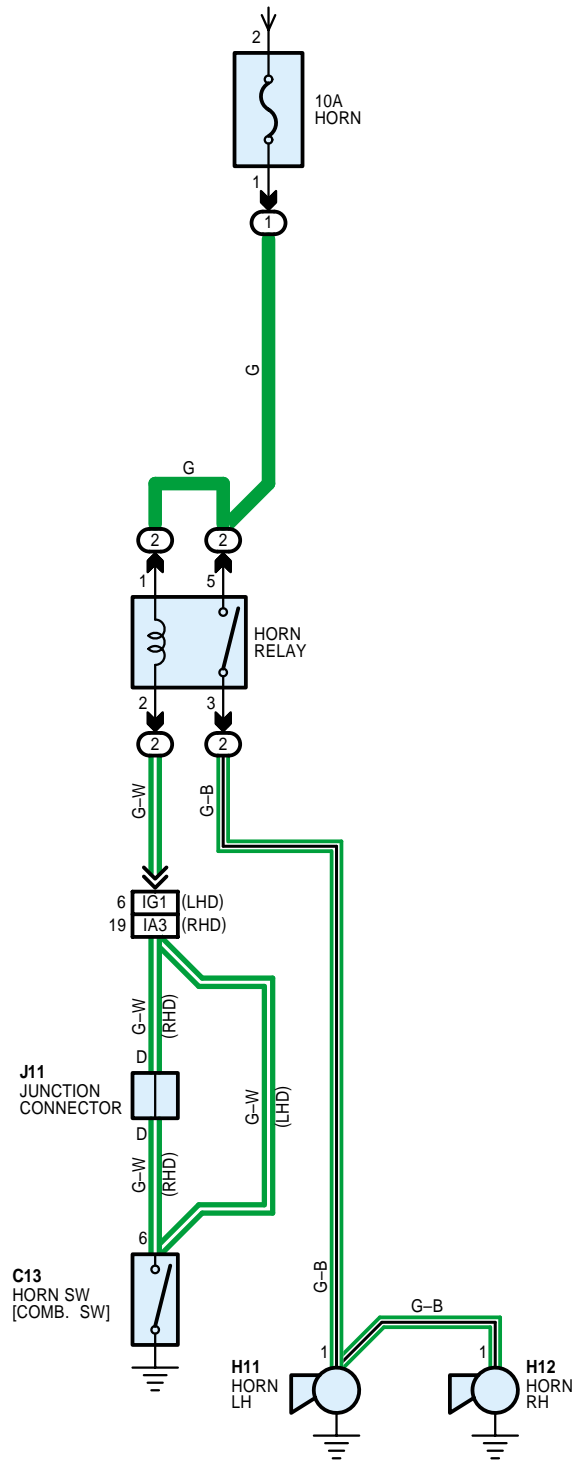 2
10A
HORN
1
1
G
G
2
2
1
5
HORN
RELAY
2
3
2
2
G–W
G–B
6
IG1
(LHD)
19
IA3
(RHD)
G–W
(RHD)
D
J11
JUNCTION
CONNECTOR
G–W
(LHD)
D
G–W
(RHD)
6
C13
HORN SW
[COMB. SW]
G–B
G–B
1
H11
HORN
LH
1
H12
HORN
RH